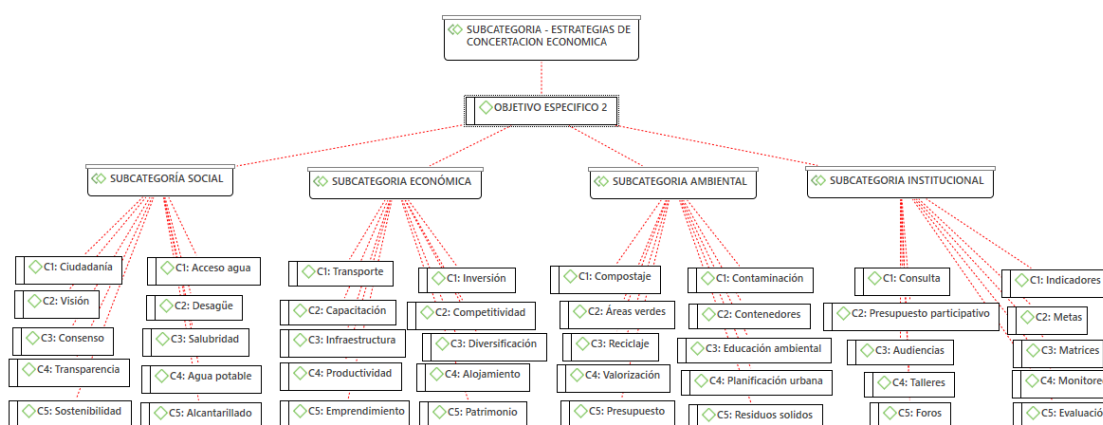 SUBCATEGORIA - ESTRATEGIAS DE
CONCERTACION ECONOMICA
OBJETIVO ESPECIFICO 2
SUBCATEGORÍA SOCIAL
SUBCATEGORIA ECONÓMICA
SUBCATEGORIA AMBIENTAL
SUBCATEGORIA INSTITUCIONAL
C1: Ciudadanía
C2: Visión
C3: Consenso
C4: Transparencia
C5: Sostenibilidad
C1: Acceso agua
C2: Desagüe
C3: Salubridad
C4: Agua potable
C5: Alcantarillado
C1: Transporte
C2: Capacitación
C3: Infraestructura
C4: Productividad
C5: Emprendimiento
C1: Inversión
C2: Competitividad
C3: Diversificación
C4: Alojamiento
C5: Patrimonio
C1: Compostaje
C2: Áreas verdes
C3: Reciclaje
C4: Valorización
C5: Presupuesto
C1: Contaminación
C2: Contenedores
C3: Educación ambiental
C4: Planificación urbana
C5: Residuos solidos
C1: Consulta
C2: Presupuesto participativo
C3: Audiencias
C4: Talleres
C5: Foros
C1: Indicadores
C2: Metas
C3: Matrices
C4: Monitoreo
C5: Evaluación